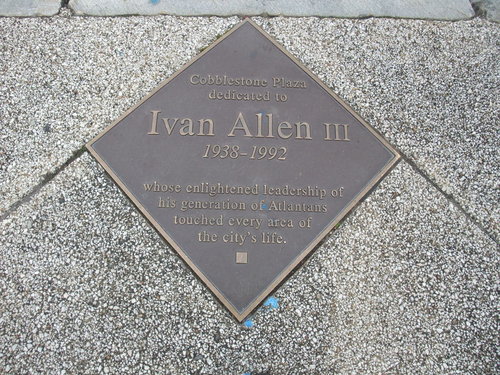 Cobblestone Plaza
dedicated to
Ivan Allen III
1938-1992
whose enlightened leadership of
his generation of Atlantans
touched every area of
the city's life.